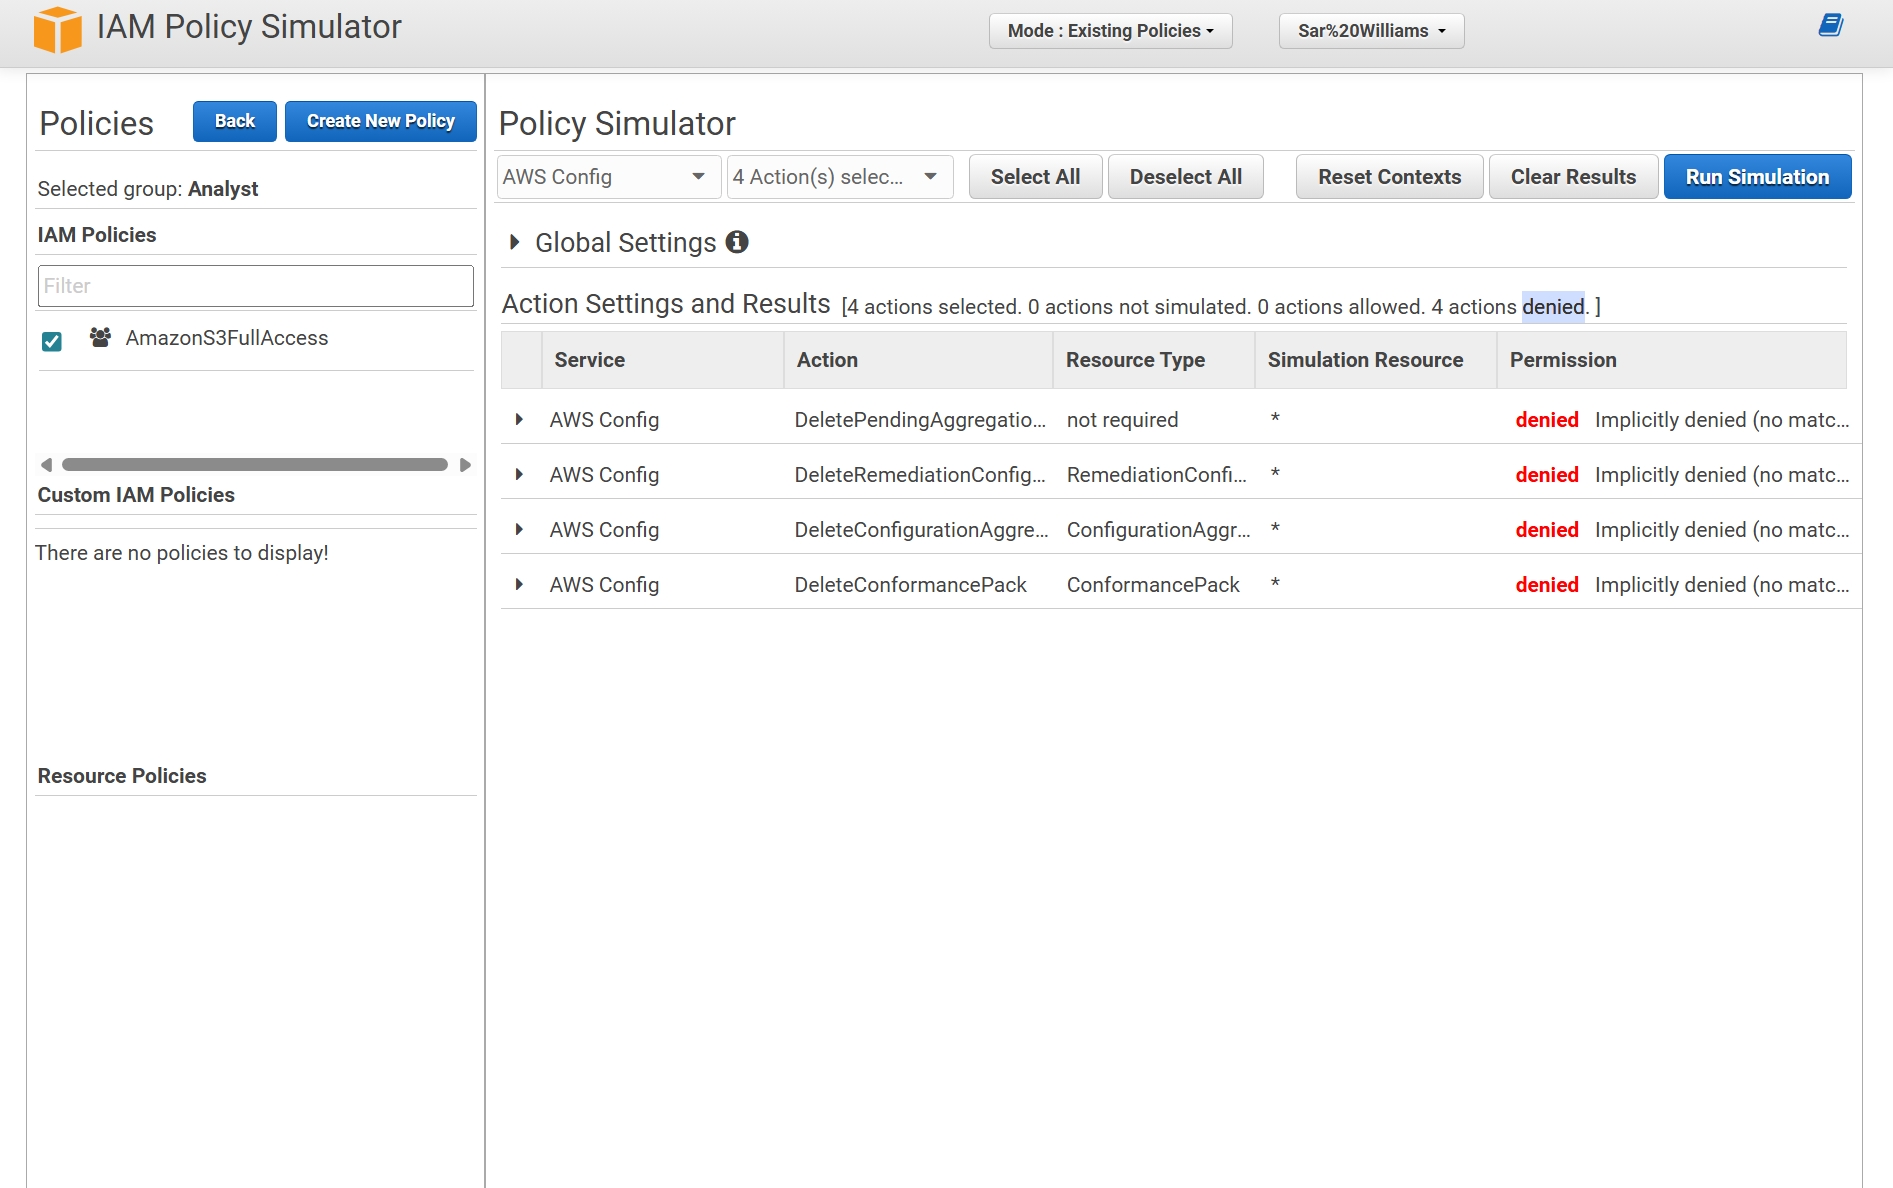 IAM Policy Simulator
Mode : Existing Policies
Sar%20Williams
Policies
Back
Create New Policy
Selected group: Analyst
IAM Policies
Filter
AmazonS3FullAccess
Custom IAM Policies
There are no policies to display!
Resource Policies
Policy Simulator
AWS Config
4 Action(s) selec...
Select All
Deselect All
Reset Contexts
Clear Results
Run Simulation
Global Settings
Action Settings and Results [4 actions selected. 0 actions not simulated. 0 actions allowed. 4 actions denied. ]
Service Action Resource Type Simulation Resource Permission
AWS Config DeletePendingAggregatio... not required * denied Implicitly denied (no matc...
AWS Config DeleteRemediationConfig... RemediationConfi... * denied Implicitly denied (no matc...
AWS Config DeleteConfigurationAggre... ConfigurationAggr... * denied Implicitly denied (no matc...
AWS Config DeleteConformancePack ConformancePack * denied Implicitly denied (no matc...